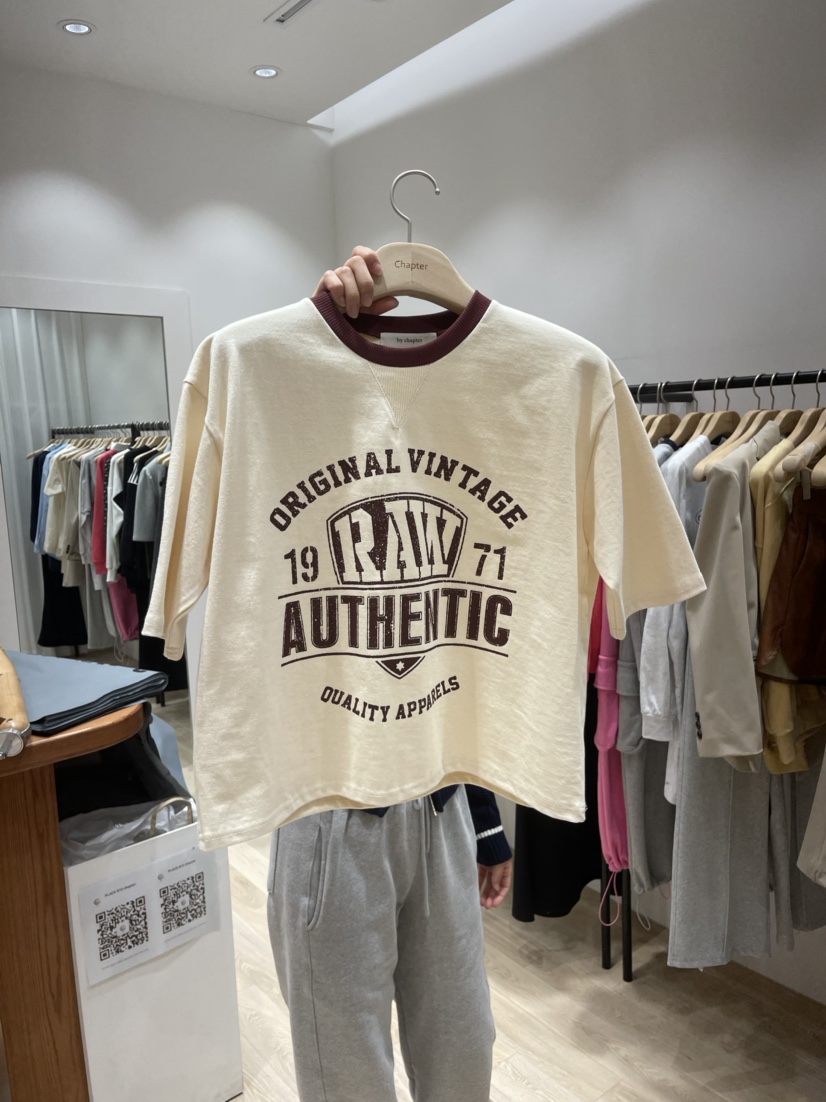 Chapter
by chapter
ORIGINAL VINTAGE
19 RAW 71
AUTHENTIC
QUALITY APPARELS